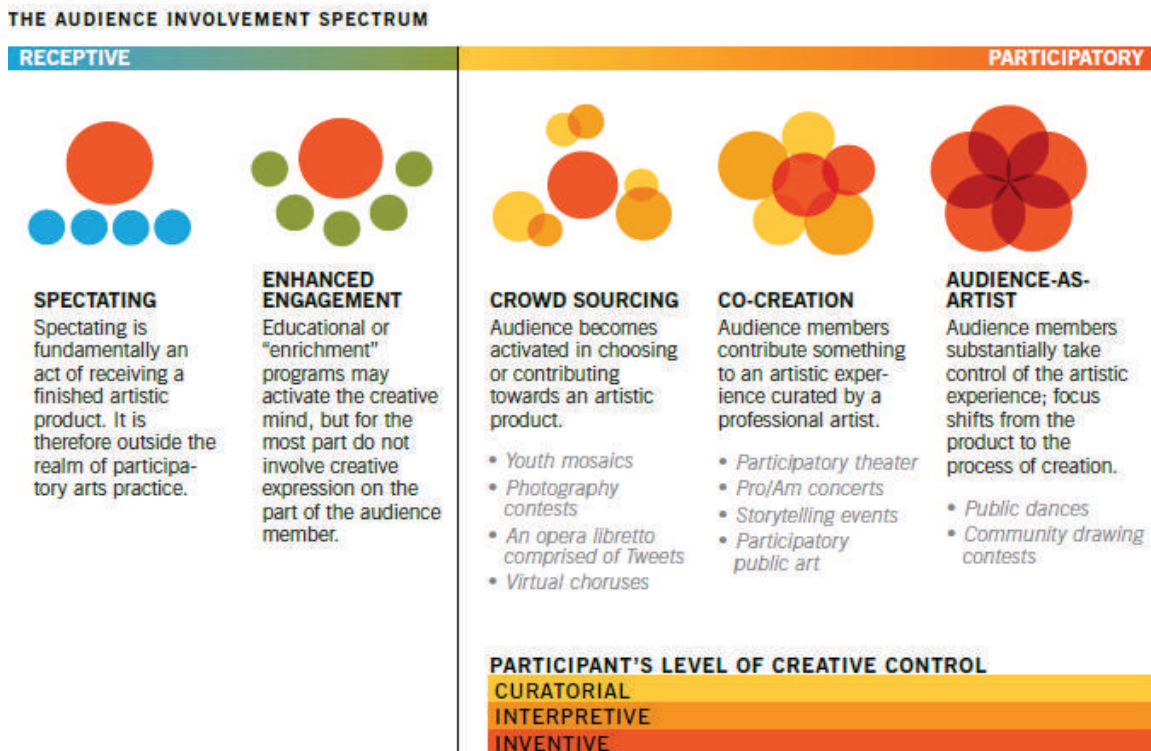 THE AUDIENCE INVOLVEMENT SPECTRUM
RECEPTIVE
PARTICIPATORY
SPECTATING
Spectating is
fundamentally an
act of receiving a
finished artistic
product. It is
therefore outside the
realm of participa-
tory arts practice.
ENHANCED
ENGAGEMENT
Educational or
“enrichment”
programs may
activate the creative
mind, but for the
most part do not
involve creative
expression on the
part of the audience
member.
CROWD SOURCING
Audience becomes
activated in choosing
or contributing
towards an artistic
product.
• Youth mosaics
• Photography
contests
• An opera libretto
comprised of Tweets
• Virtual choruses
CO-CREATION
Audience members
contribute something
to an artistic exper-
ience curated by a
professional artist.
• Participatory theater
• Pro/Am concerts
• Storytelling events
• Participatory
public art
AUDIENCE-AS-
ARTIST
Audience members
substantially take
control of the artistic
experience; focus
shifts from the
product to the
process of creation.
• Public dances
• Community drawing
contests
PARTICIPANT’S LEVEL OF CREATIVE CONTROL
CURATORIAL
INTERPRETIVE
INVENTIVE